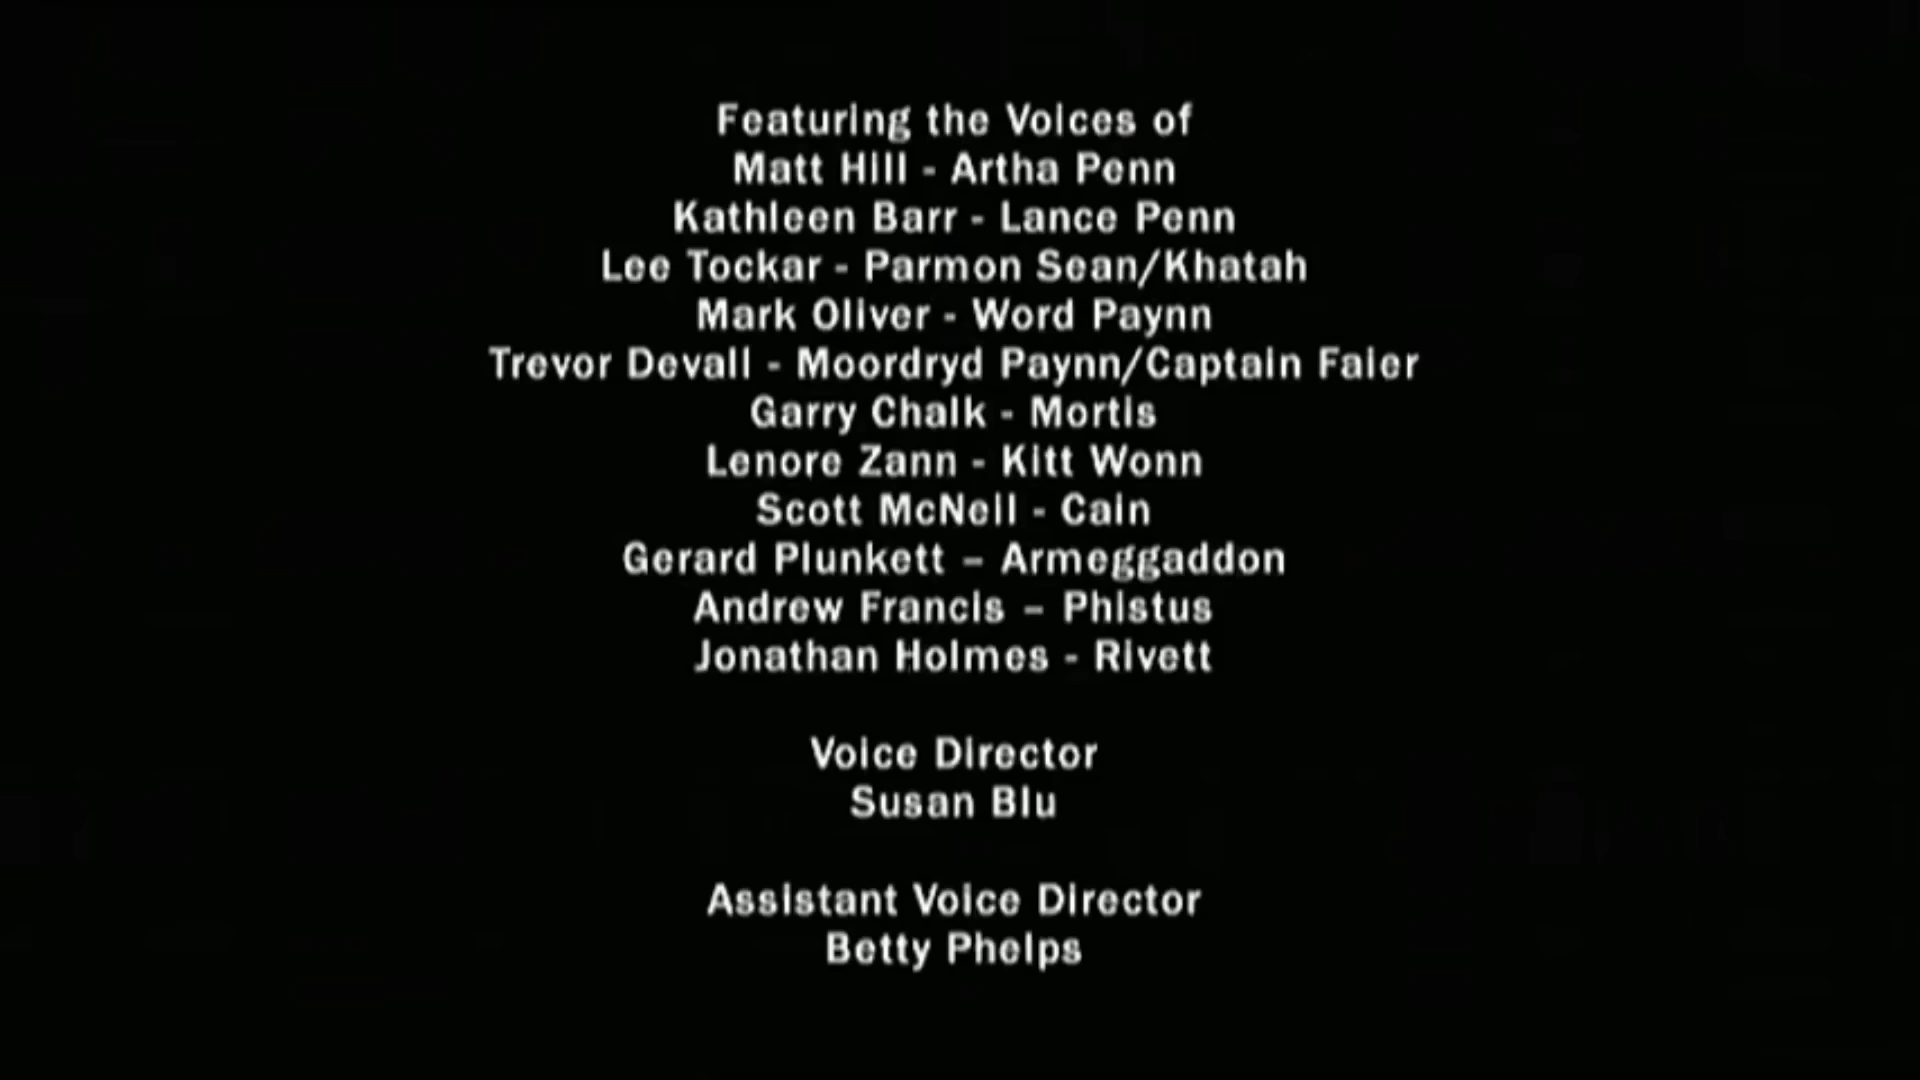 Featuring the Voices of
Matt Hill - Artha Penn
Kathleen Barr - Lance Penn
Lee Tockar - Parmon Sean/Khatah
Mark Oliver - Word Paynn
Trevor Devall - Moordryd Paynn/Captain Faier
Garry Chalk - Mortis
Lenore Zann - Kitt Wonn
Scott McNeil - Cain
Gerard Plunkett – Armeggaddon
Andrew Francis – Phistus
Jonathan Holmes - Rivett
Voice Director
Susan Blu
Assistant Voice Director
Betty Phelps